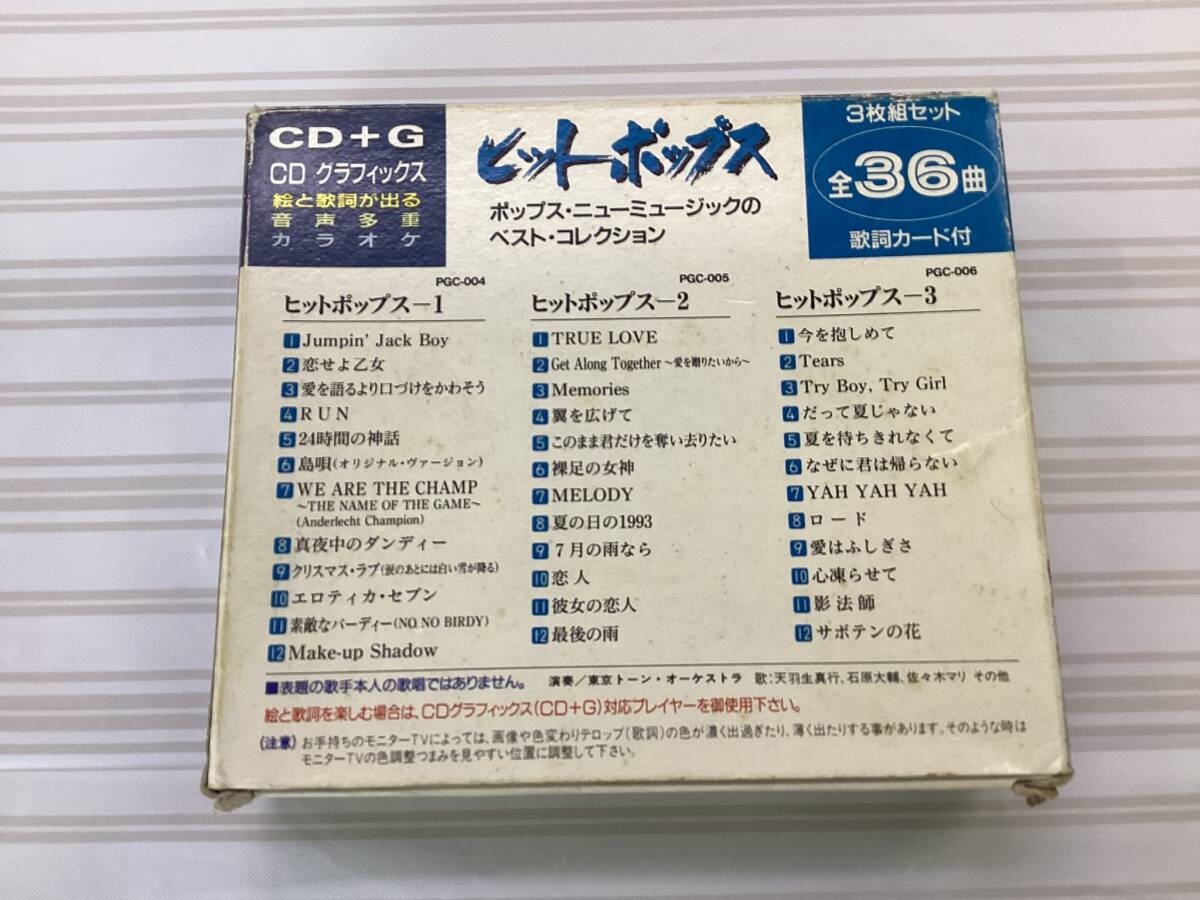 CD+G
CD グラフィックス
絵と歌詞が出る
音声多重
カラオケ
ヒットポップス
ポップス・ニューミュージックの
ベスト・コレクション
3枚組セット
全36曲
歌詞カード付
PGC-004
ヒットポップス−1
1 Jumpin' Jack Boy
2 恋せよ乙女
3 愛を語るより口づけをかわそう
4 RUN
5 24時間の神話
6 島唄(オリジナル・ヴァージョン)
7 WE ARE THE CHAMP
~THE NAME OF THE GAME~
(Anderlecht Champion)
8 真夜中のダンディー
9 クリスマス・ラブ(涙のあとには白い雪が降る)
10 エロティカ・セブン
11 素敵なバーディー(NO NO BIRDY)
12 Make-up Shadow
PGC-005
ヒットポップス−2
1 TRUE LOVE
2 Get Along Together ~愛を贈りたいから~
3 Memories
4 翼を広げて
5 このまま君だけを奪い去りたい
6 裸足の女神
7 MELODY
8 夏の日の1993
9 7月の雨なら
10 恋人
11 彼女の恋人
12 最後の雨
PGC-006
ヒットポップス−3
1 今を抱しめて
2 Tears
3 Try Boy, Try Girl
4 だって夏じゃない
5 夏を待ちきれなくて
6 なぜに君は帰らない
7 YAH YAH YAH
8 ロード
9 愛はふしぎさ
10 心凍らせて
11 影法師
12 サボテンの花
■表題の歌手本人の歌唱ではありません。 演奏/東京トーン・オーケストラ 歌:天羽生真行、石原大輔、佐々木マリ その他
絵と歌詞を楽しむ場合は、CDグラフィックス(CD+G)対応プレイヤーを御使用下さい。
(注意) お手持ちのモニターTVによっては、画像や色変わりテロップ(歌詞)の色が濃く出過ぎたり、薄く出たりする事があります。そのような時は
モニターTVの色調整つまみを見やすい位置に調整して下さい。